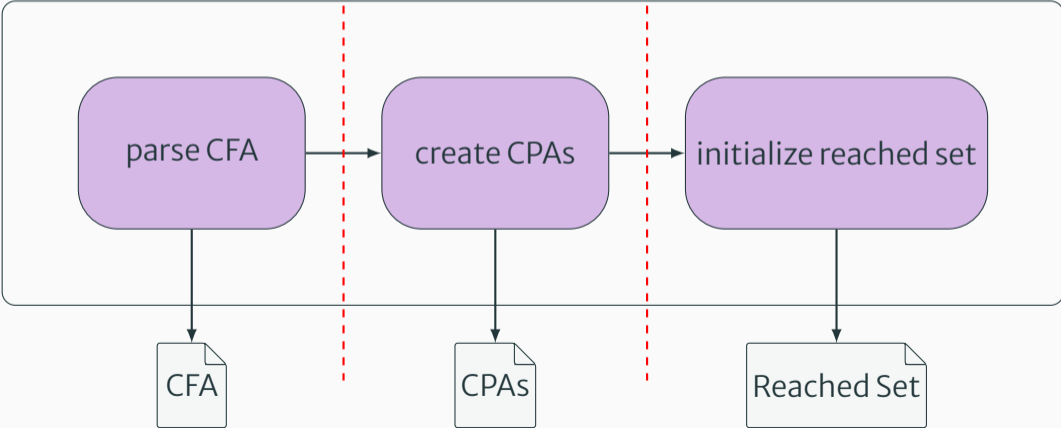 parse CFA
create CPAs
initialize reached set
CFA
CPAs
Reached Set